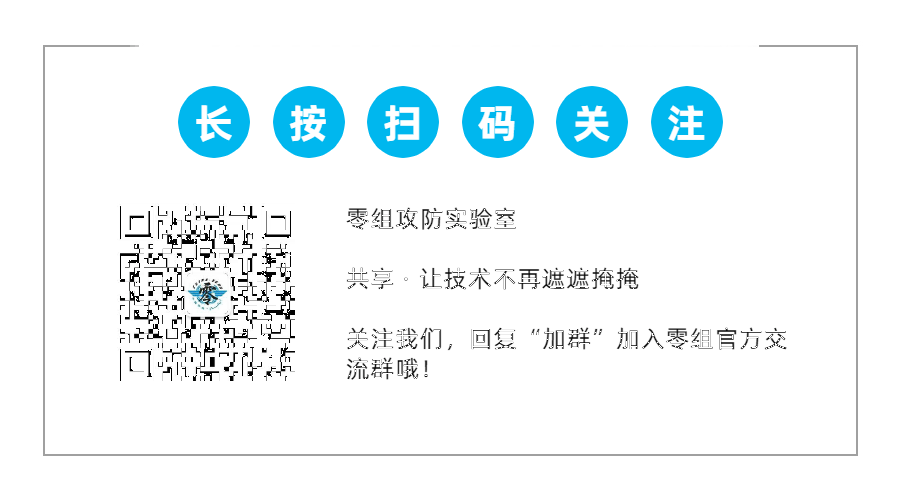 长按扫码关注
零组攻防实验室
共享·让技术不再遮遮掩掩
关注我们，回复“加群”加入零组官方交
流群哦！
零